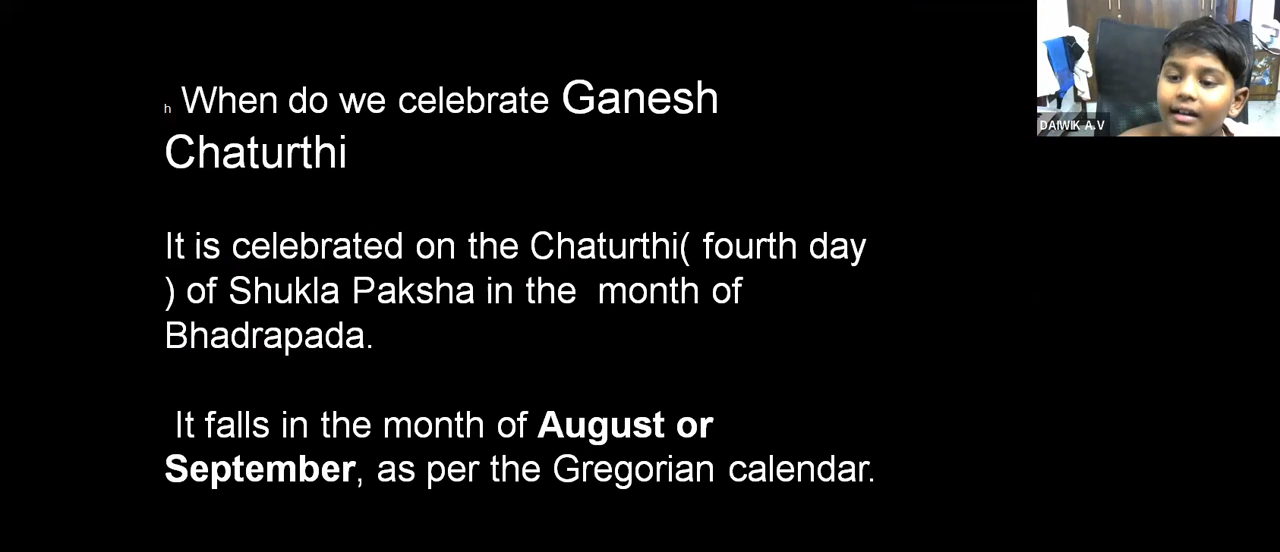 h When do we celebrate Ganesh
Chaturthi
It is celebrated on the Chaturthi( fourth day
) of Shukla Paksha in the  month of
Bhadrapada.
It falls in the month of August or
September, as per the Gregorian calendar.
DAIWIK A.V